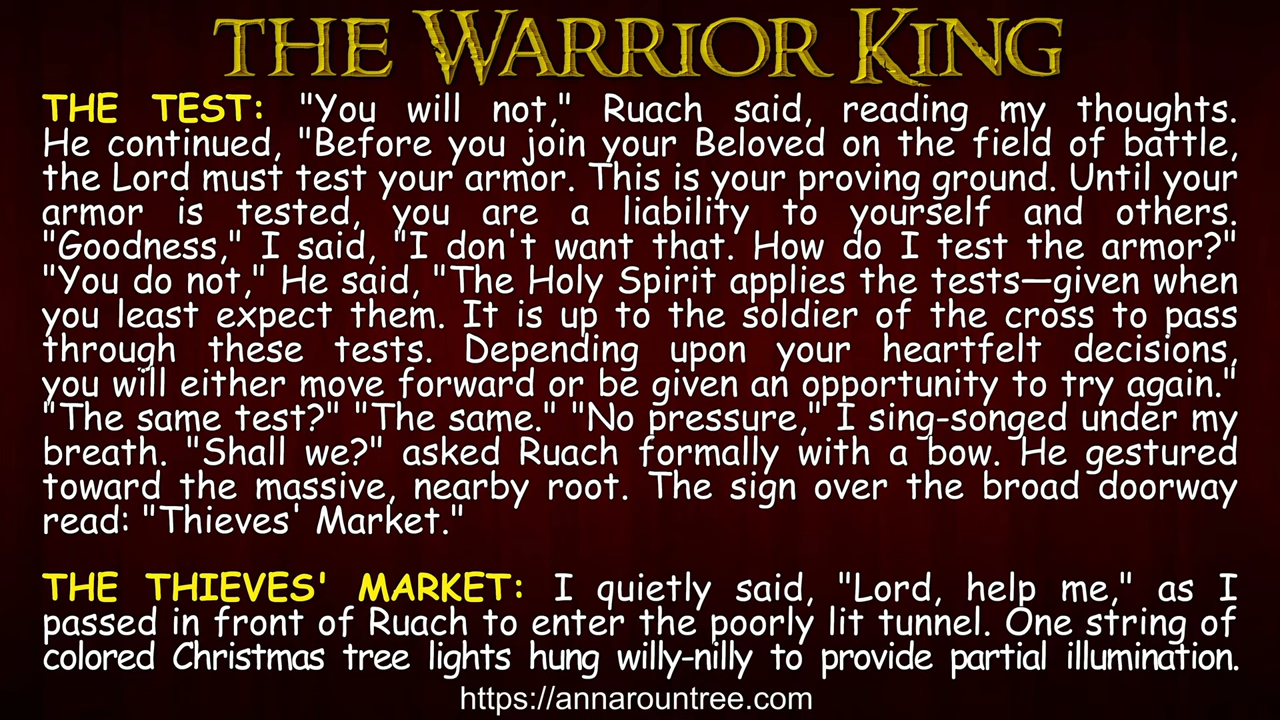 THE WARRIOR KING
THE TEST: "You will not," Ruach said, reading my thoughts.
He continued, "Before you join your Beloved on the field of battle,
the Lord must test your armor. This is your proving ground. Until your
armor is tested, you are a liability to yourself and others.
"Goodness," I said, "I don't want that. How do I test the armor?"
"You do not," He said, "The Holy Spirit applies the tests—given when
you least expect them. It is up to the soldier of the cross to pass
through these tests. Depending upon your heartfelt decisions,
you will either move forward or be given an opportunity to try again."
"The same test?" "The same." "No pressure," I sing-songed under my
breath. "Shall we?" asked Ruach formally with a bow. He gestured
toward the massive, nearby root. The sign over the broad doorway
read: "Thieves' Market."
THE THIEVES' MARKET: I quietly said, "Lord, help me," as I
passed in front of Ruach to enter the poorly lit tunnel. One string of
colored Christmas tree lights hung willy-nilly to provide partial illumination.
https://annarountree.com